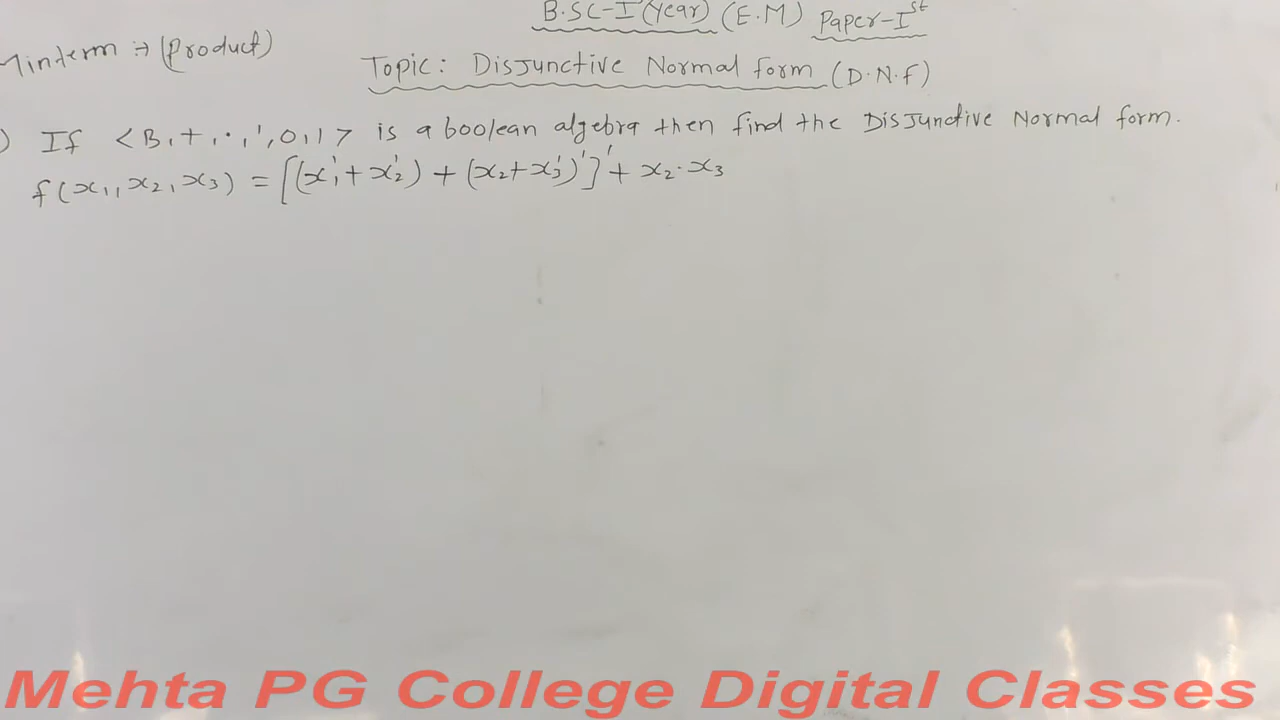 B.SC-I (Year) (E.M) Paper-I st
Minterm :→ (Product)
Topic: Disjunctive Normal form (D.N.F)
) If <B,+,·,',0,1> is a boolean algebra then find the Disjunctive Normal form.
f(x₁,x₂,x₃) = [(x₁'+x₂') + (x₂+x₃')']' + x₂·x₃
Mehta PG College Digital Classes